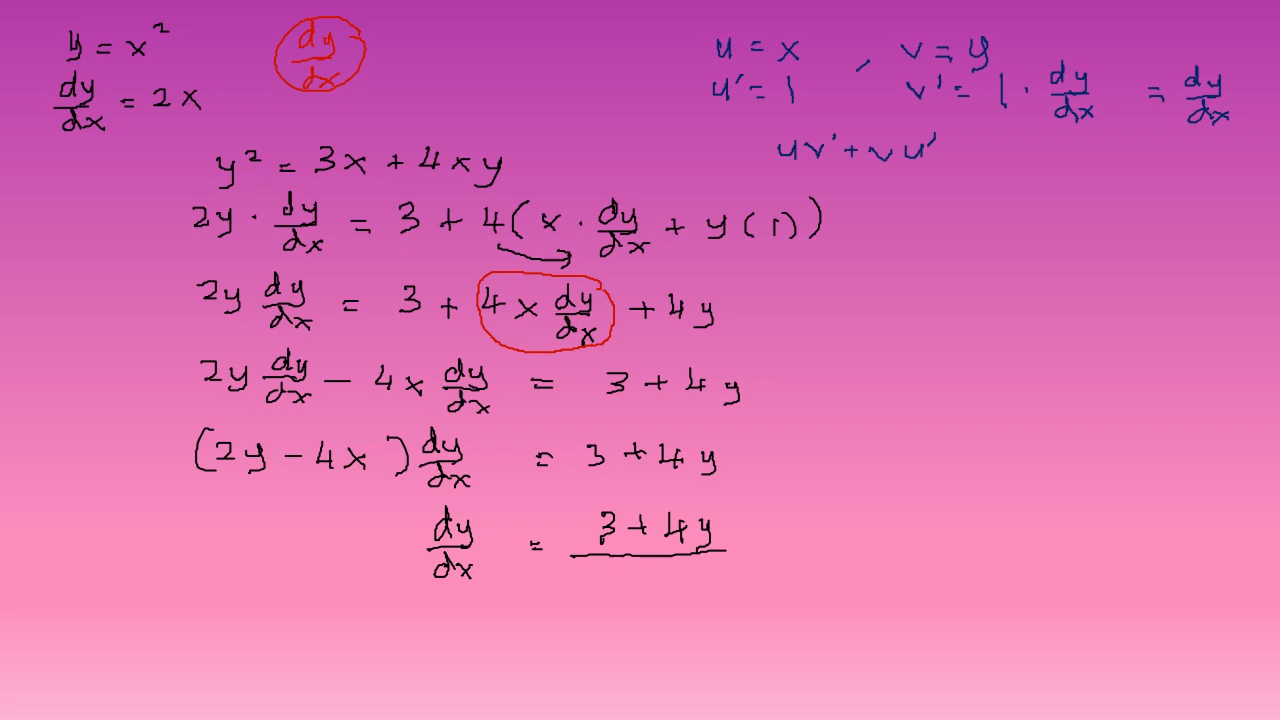 y = x²
dy/dx = 2x
dy/dx
u = x , v = y
u' = 1 v' = 1 · dy/dx = dy/dx
uv' + vu'
y² = 3x + 4xy
2y · dy/dx = 3 + 4(x · dy/dx + y(1))
2y dy/dx = 3 + 4x dy/dx + 4y
2y dy/dx − 4x dy/dx = 3 + 4y
(2y − 4x) dy/dx = 3 + 4y
dy/dx = 3 + 4y